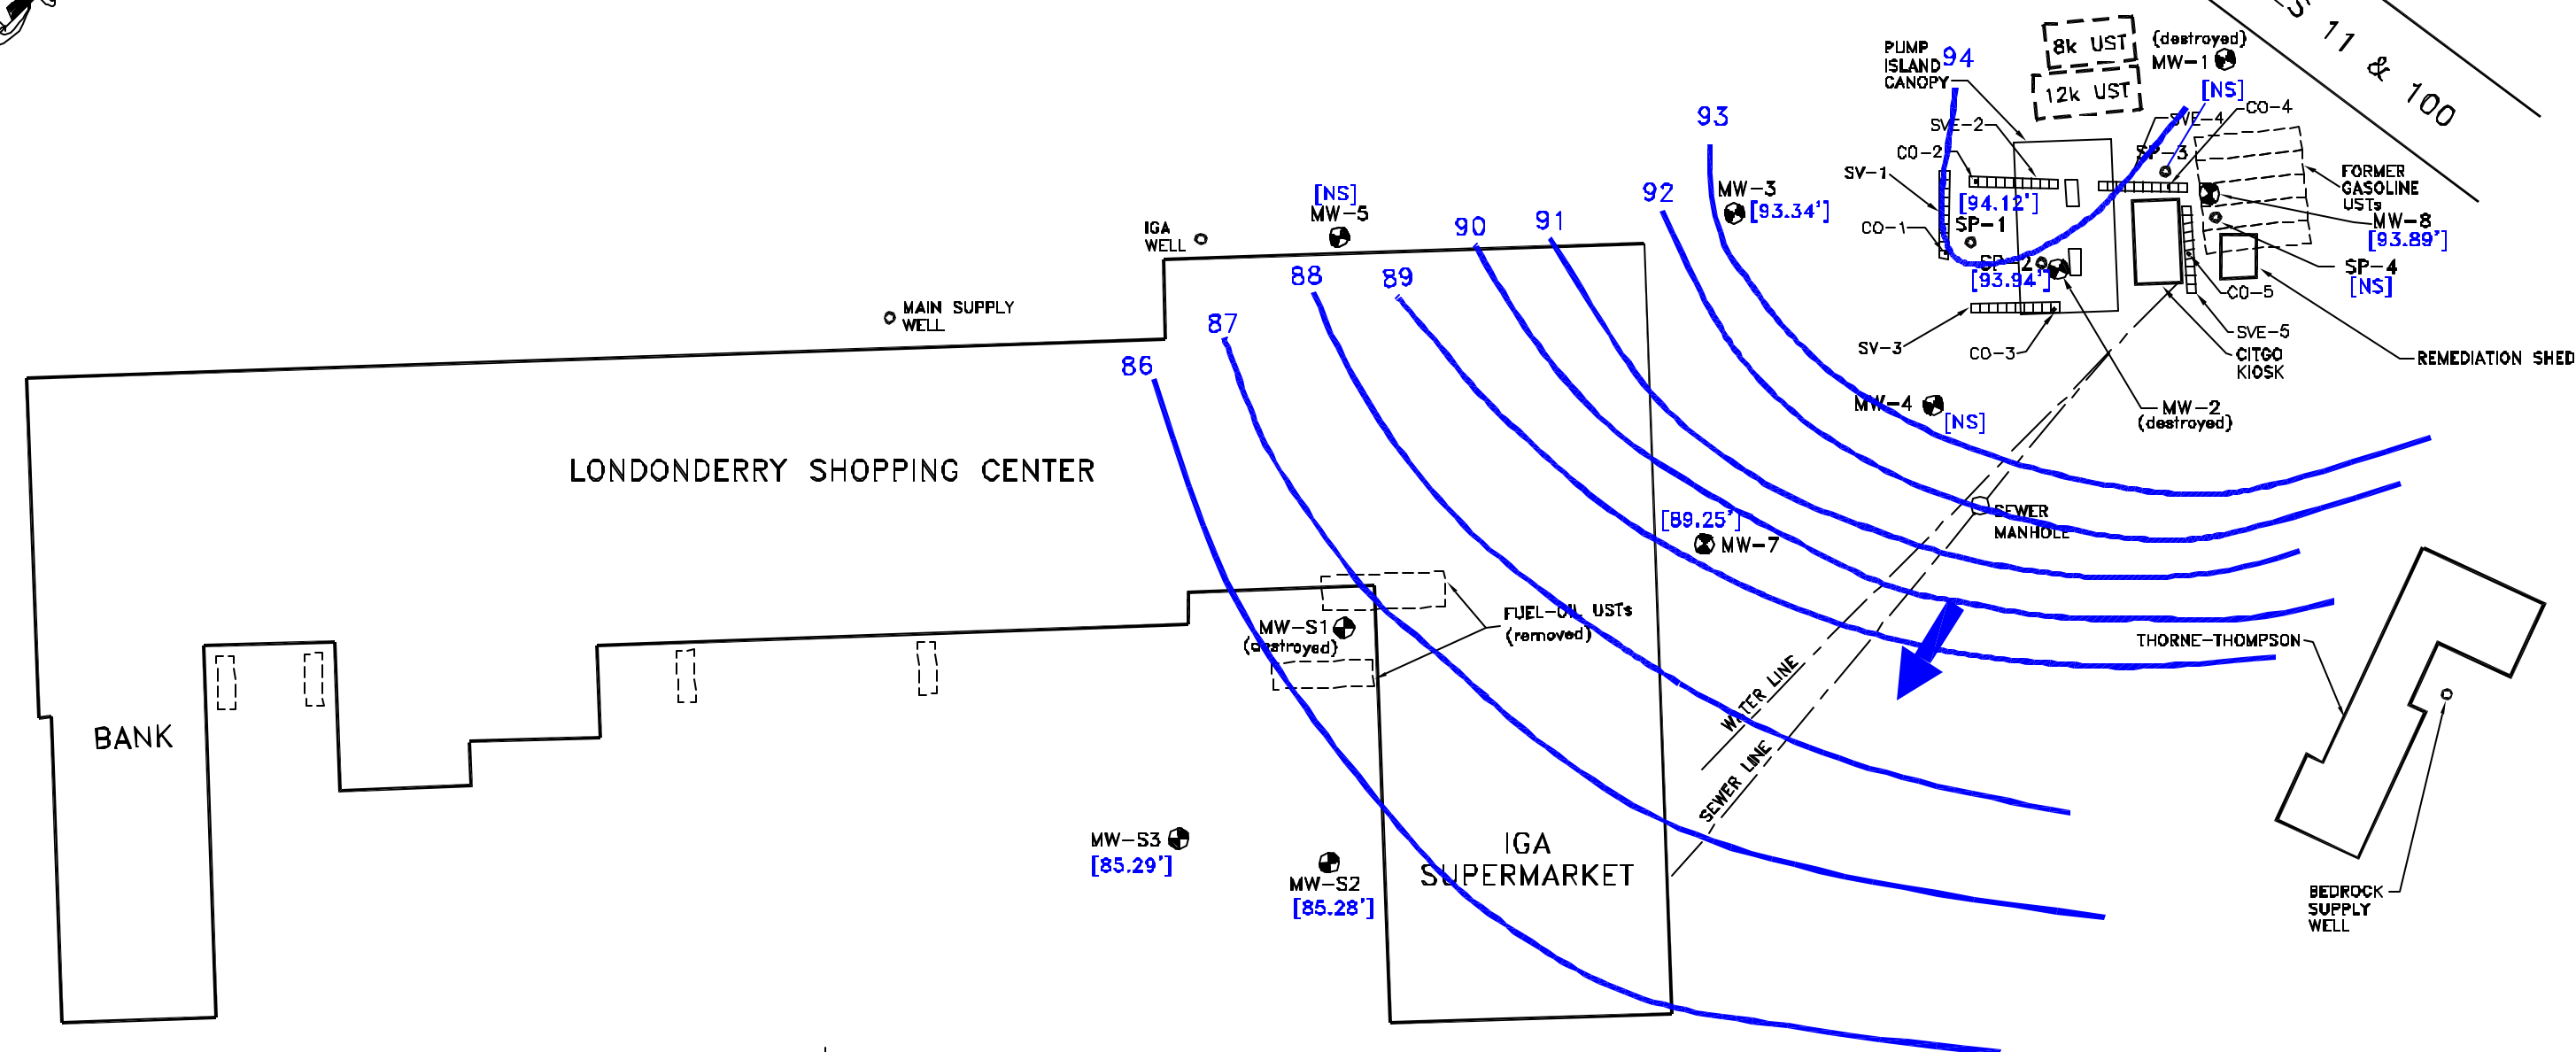 ES 11 & 100
8k UST
12k UST
(destroyed)
MW-1
[NS]
PUMP
ISLAND
CANOPY
94
SVE-2
CO-2
SV-1
CO-1
[94.12']
SP-1
SP-2
[93.94']
SV-3
CO-3
SVE-4
CO-4
SP-3
FORMER
GASOLINE
USTs
MW-8
[93.89']
SP-4
[NS]
CO-5
SVE-5
CITGO
KIOSK
REMEDIATION SHED
MW-2
(destroyed)
93
92
MW-3
[93.34']
91
90
89
88
87
86
[NS]
MW-5
IGA
WELL
MAIN SUPPLY
WELL
MW-4
[NS]
LONDONDERRY SHOPPING CENTER
[89.25']
MW-7
SEWER
MANHOLE
FUEL-OIL USTs
(removed)
MW-S1
(destroyed)
THORNE-THOMPSON
WATER LINE
SEWER LINE
BANK
MW-S3
[85.29']
MW-S2
[85.28']
IGA
SUPERMARKET
BEDROCK
SUPPLY
WELL